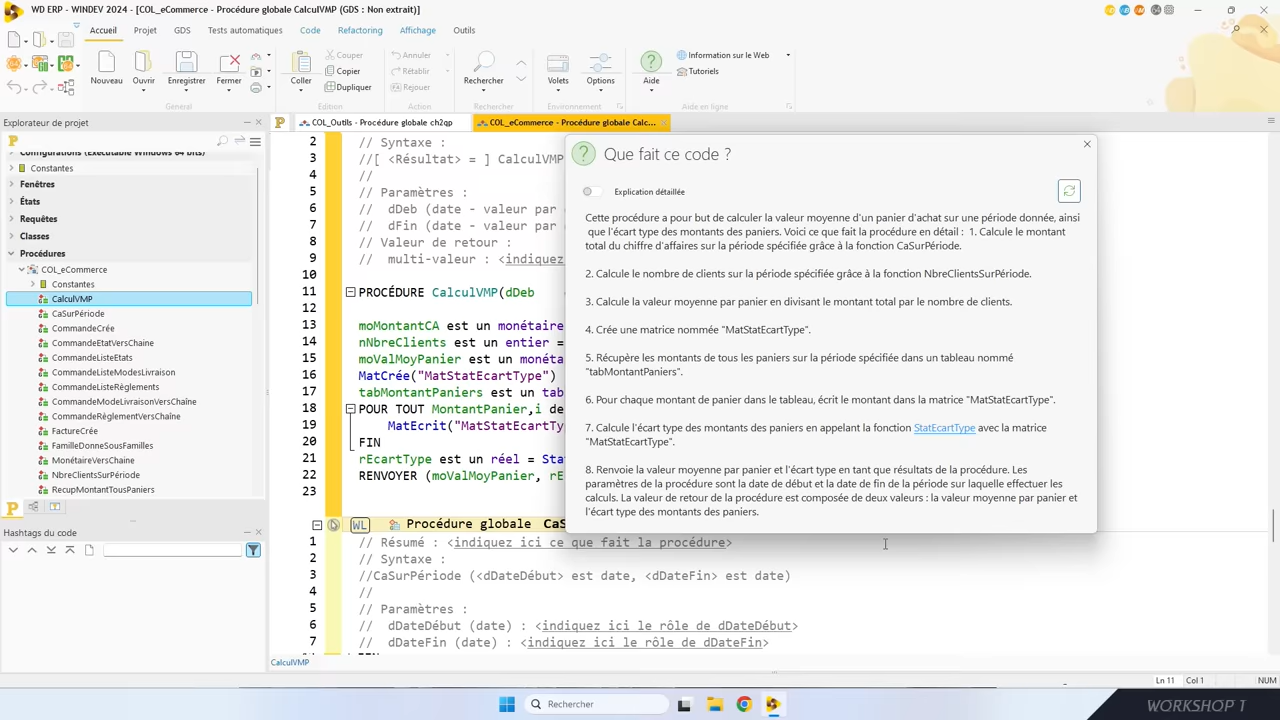 WD ERP - WINDEV 2024 - [COL_eCommerce - Procédure globale CalculVMP (GDS : Non extrait)]
Accueil Projet GDS Tests automatiques Code Refactoring Affichage Outils
Nouveau Ouvrir Enregistrer Fermer
Général
Coller
Couper
Copier
Dupliquer
Edition
Annuler
Rétablir
Rejouer
Action
Rechercher
Rechercher
Volets Options
Environnement
Aide
Information sur le Web
Tutoriels
Aide en ligne
Explorateur de projet
Configurations (Exécutable Windows 64 bits)
Constantes
Fenêtres
États
Requêtes
Classes
Procédures
COL_eCommerce
Constantes
CalculVMP
CaSurPériode
CommandeCrée
CommandeEtatVersChaine
CommandeListeEtats
CommandeListeModesLivraison
CommandeListeRèglements
CommandeModeLivraisonVersChaîne
CommandeRèglementVersChaîne
FactureCrée
FamilleDonneSousFamilles
MonétaireVersChaîne
NbreClientsSurPériode
RecupMontantTousPaniers
Hashtags du code
COL_Outils - Procédure globale ch2qp
COL_eCommerce - Procédure globale Calc...
2 // Syntaxe :
3 //[ <Résultat> = ] CalculVMP
4 //
5 // Paramètres :
6 // dDeb (date - valeur par
7 // dFin (date - valeur par
8 // Valeur de retour :
9 // multi-valeur : <indiquez
10
11 PROCÉDURE CalculVMP(dDeb
12
13 moMontantCA est un monétaire
14 nNbreClients est un entier =
15 moValMoyPanier est un monéta
16 MatCrée("MatStatEcartType")
17 tabMontantPaniers est un tab
18 POUR TOUT MontantPanier,i de
19 MatEcrit("MatStatEcartTy
20 FIN
21 rEcartType est un réel = Sta
22 RENVOYER (moValMoyPanier, rE
23
WL Procédure globale CaS
1 // Résumé : <indiquez ici ce que fait la procédure>
2 // Syntaxe :
3 //CaSurPériode (<dDateDébut> est date, <dDateFin> est date)
4 //
5 // Paramètres :
6 // dDateDébut (date) : <indiquez ici le rôle de dDateDébut>
7 // dDateFin (date) : <indiquez ici le rôle de dDateFin>
Que fait ce code ?
Explication détaillée
Cette procédure a pour but de calculer la valeur moyenne d'un panier d'achat sur une période donnée, ainsi
que l'écart type des montants des paniers. Voici ce que fait la procédure en détail : 1. Calcule le montant
total du chiffre d'affaires sur la période spécifiée grâce à la fonction CaSurPériode.
2. Calcule le nombre de clients sur la période spécifiée grâce à la fonction NbreClientsSurPériode.
3. Calcule la valeur moyenne par panier en divisant le montant total par le nombre de clients.
4. Crée une matrice nommée "MatStatEcartType".
5. Récupère les montants de tous les paniers sur la période spécifiée dans un tableau nommé
"tabMontantPaniers".
6. Pour chaque montant de panier dans le tableau, écrit le montant dans la matrice "MatStatEcartType".
7. Calcule l'écart type des montants des paniers en appelant la fonction StatEcartType avec la matrice
"MatStatEcartType".
8. Renvoie la valeur moyenne par panier et l'écart type en tant que résultats de la procédure. Les
paramètres de la procédure sont la date de début et la date de fin de la période sur laquelle effectuer les
calculs. La valeur de retour de la procédure est composée de deux valeurs : la valeur moyenne par panier et
l'écart type des montants des paniers.
CalculVMP
Ln 11 Col 1 NUM
Rechercher
WORKSHOP 1